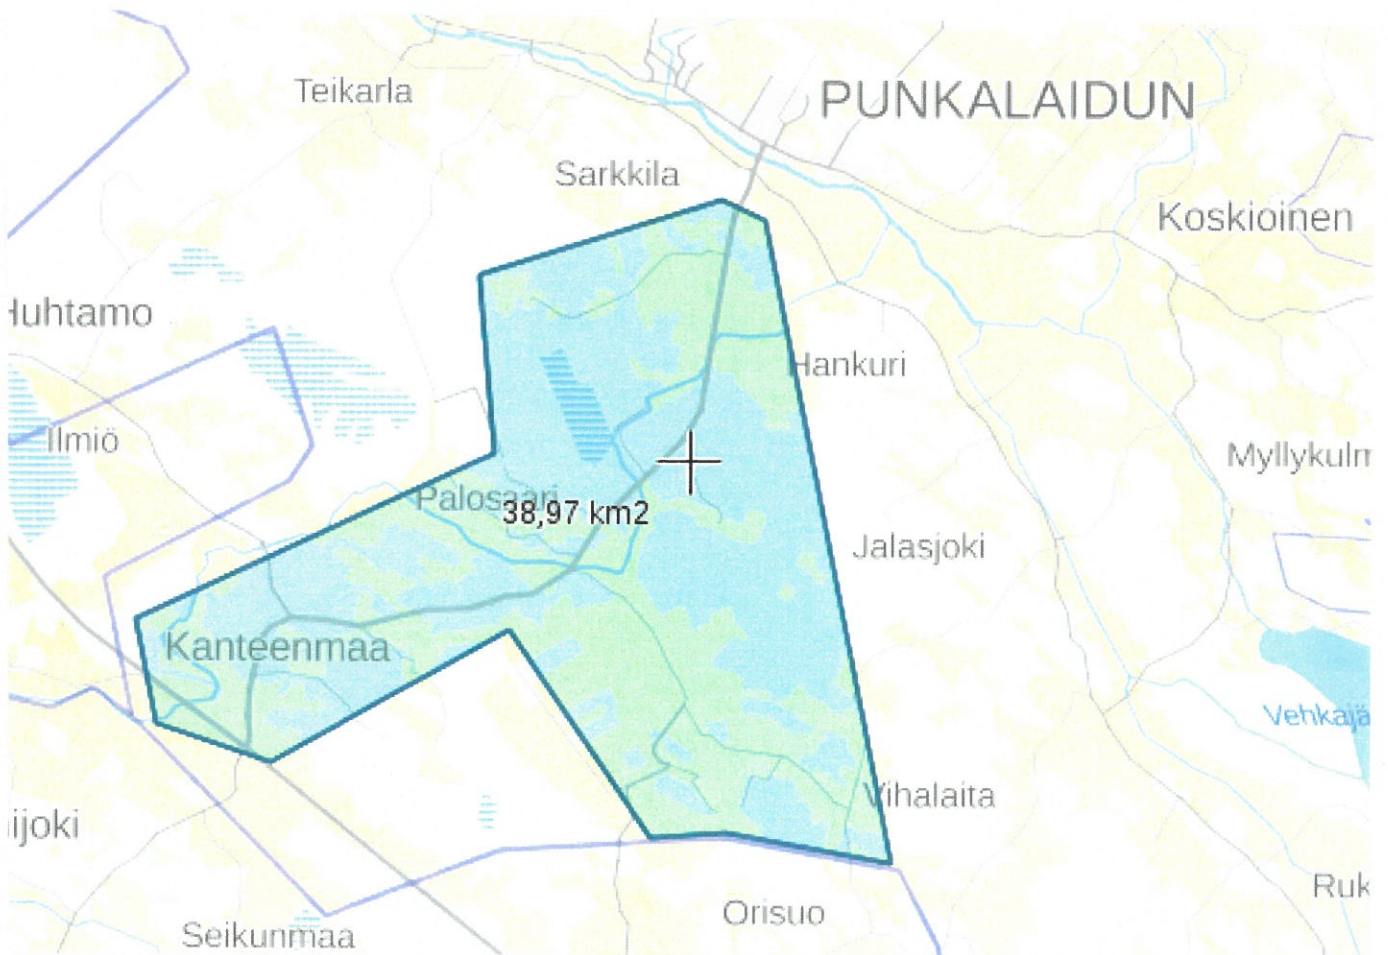 Teikarla
PUNKALAIDUN
Sarkkila
Koskioinen
Huhtamo
Hankuri
Ilmiö
Myllykulm
Palosaari
38,97 km2
Jalasjoki
Kanteenmaa
Vehkajä
Vihalaita
ijoki
Ruk
Orisuo
Seikunmaa